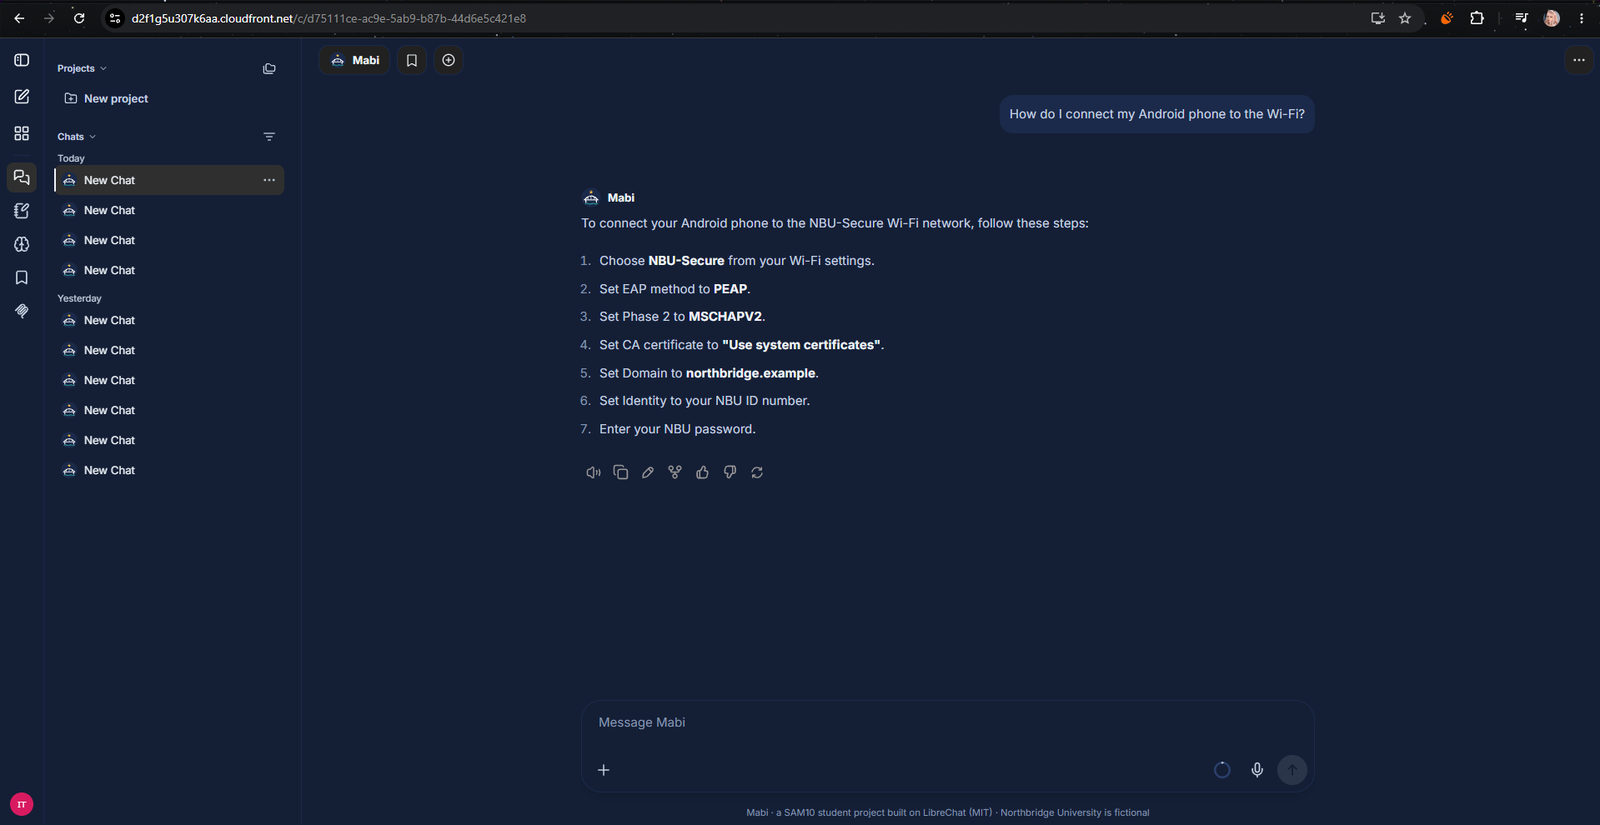 d2f1g5u307k6aa.cloudfront.net/c/d75111ce-ac9e-5ab9-b87b-44d6e5c421e8
Projects
New project
Chats
Today
New Chat
New Chat
New Chat
New Chat
Yesterday
New Chat
New Chat
New Chat
New Chat
New Chat
New Chat
IT
Mabi
How do I connect my Android phone to the Wi-Fi?
Mabi
To connect your Android phone to the NBU-Secure Wi-Fi network, follow these steps:
1. Choose NBU-Secure from your Wi-Fi settings.
2. Set EAP method to PEAP.
3. Set Phase 2 to MSCHAPV2.
4. Set CA certificate to "Use system certificates".
5. Set Domain to northbridge.example.
6. Set Identity to your NBU ID number.
7. Enter your NBU password.
Message Mabi
Mabi · a SAM10 student project built on LibreChat (MIT) · Northbridge University is fictional